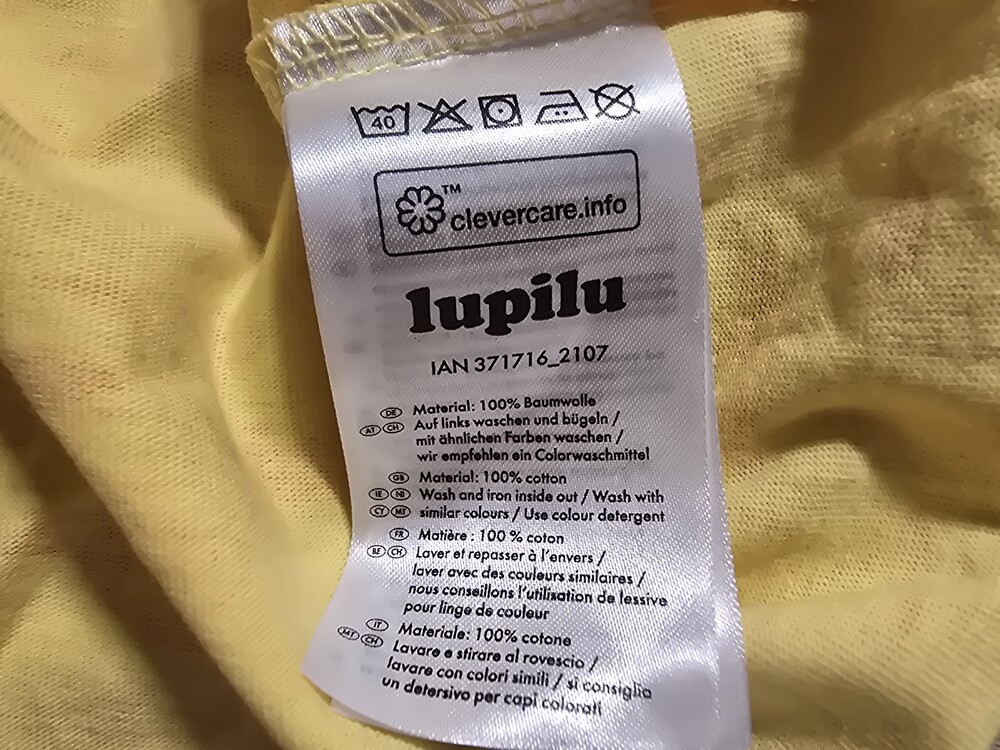 40
TM
clevercare.info
lupilu
IAN 371716_2107
DE Material: 100% Baumwolle
AT CH Auf links waschen und bügeln /
mit ähnlichen Farben waschen /
wir empfehlen ein Colorwaschmittel
GB Material: 100% cotton
IE NI Wash and iron inside out / Wash with
CY MT similar colours / Use colour detergent
FR Matière : 100 % coton
BE CH Laver et repasser à l'envers /
laver avec des couleurs similaires /
nous conseillons l'utilisation de lessive
pour linge de couleur
IT Materiale: 100% cotone
MT CH Lavare e stirare al rovescio /
lavare con colori simili / si consiglia
un detersivo per capi colorati